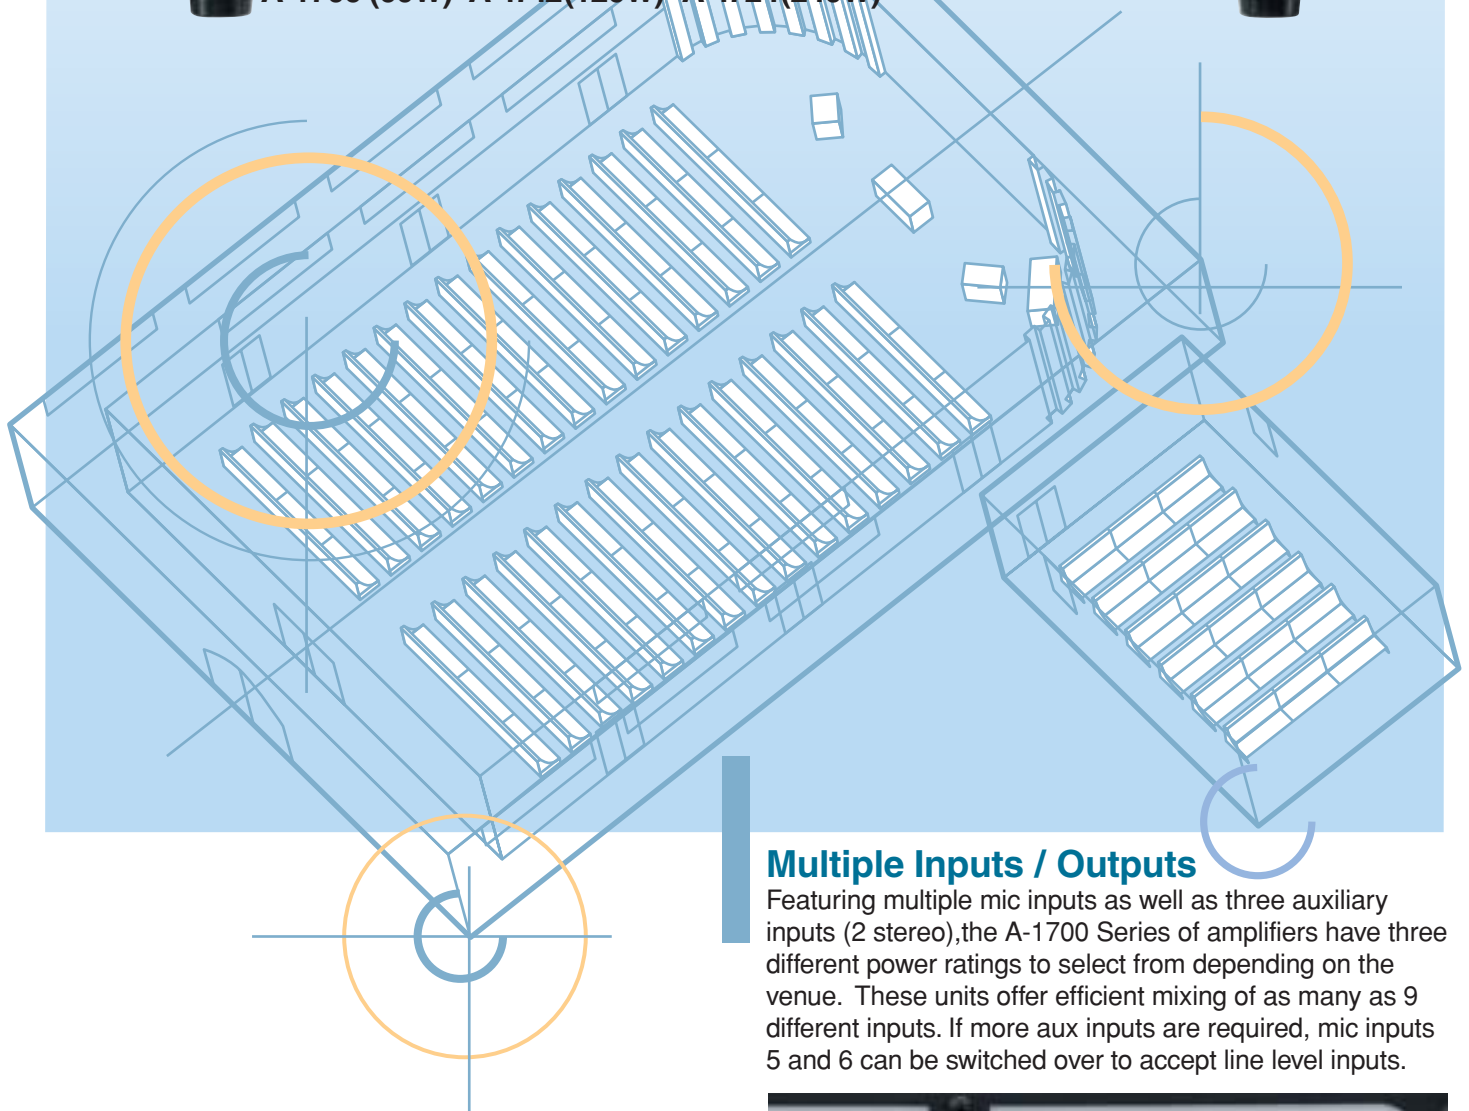 Multiple Inputs / Outputs
Featuring multiple mic inputs as well as three auxiliary
inputs (2 stereo),the A-1700 Series of amplifiers have three
different power ratings to select from depending on the
venue. These units offer efficient mixing of as many as 9
different inputs. If more aux inputs are required, mic inputs
5 and 6 can be switched over to accept line level inputs.